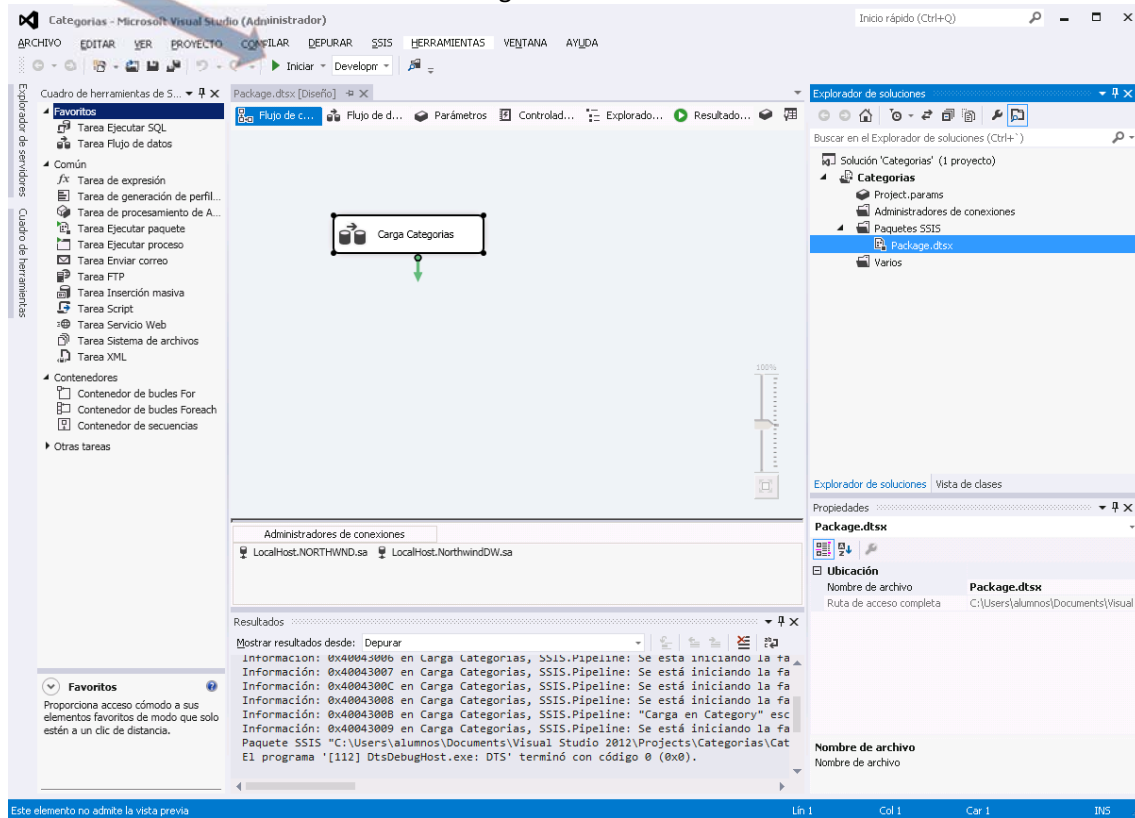 Categorias - Microsoft Visual Studio (Administrador)
Inicio rápido (Ctrl+Q)
ARCHIVO EDITAR VER PROYECTO COMPILAR DEPURAR SSIS HERRAMIENTAS VENTANA AYUDA
Iniciar Developm
Explorador de servidores
Cuadro de herramientas
Cuadro de herramientas de S...
Favoritos
Tarea Ejecutar SQL
Tarea Flujo de datos
Común
Tarea de expresión
Tarea de generación de perfil...
Tarea de procesamiento de A...
Tarea Ejecutar paquete
Tarea Ejecutar proceso
Tarea Enviar correo
Tarea FTP
Tarea Inserción masiva
Tarea Script
Tarea Servicio Web
Tarea Sistema de archivos
Tarea XML
Contenedores
Contenedor de bucles For
Contenedor de bucles Foreach
Contenedor de secuencias
Otras tareas
Favoritos
Proporciona acceso cómodo a sus
elementos favoritos de modo que solo
estén a un clic de distancia.
Package.dtsx [Diseño]
Flujo de c... Flujo de d... Parámetros Controlad... Explorado... Resultado...
Carga Categorias
100%
Administradores de conexiones
LocalHost.NORTHWND.sa LocalHost.NorthwindDW.sa
Resultados
Mostrar resultados desde: Depurar
Información: 0x40043006 en Carga Categorias, SSIS.Pipeline: Se está iniciando la fa
Información: 0x40043007 en Carga Categorias, SSIS.Pipeline: Se está iniciando la fa
Información: 0x4004300C en Carga Categorias, SSIS.Pipeline: Se está iniciando la fa
Información: 0x40043008 en Carga Categorias, SSIS.Pipeline: Se está iniciando la fa
Información: 0x4004300B en Carga Categorias, SSIS.Pipeline: "Carga en Category" esc
Información: 0x40043009 en Carga Categorias, SSIS.Pipeline: Se está iniciando la fa
Paquete SSIS "C:\Users\alumnos\Documents\Visual Studio 2012\Projects\Categorias\Cat
El programa '[112] DtsDebugHost.exe: DTS' terminó con código 0 (0x0).
Explorador de soluciones
Buscar en el Explorador de soluciones (Ctrl+`)
Solución 'Categorias' (1 proyecto)
Categorias
Project.params
Administradores de conexiones
Paquetes SSIS
Package.dtsx
Varios
Explorador de soluciones Vista de clases
Propiedades
Package.dtsx
Ubicación
Nombre de archivo Package.dtsx
Ruta de acceso completa C:\Users\alumnos\Documents\Visual
Nombre de archivo
Nombre de archivo
Este elemento no admite la vista previa Lín 1 Col 1 Car 1 INS